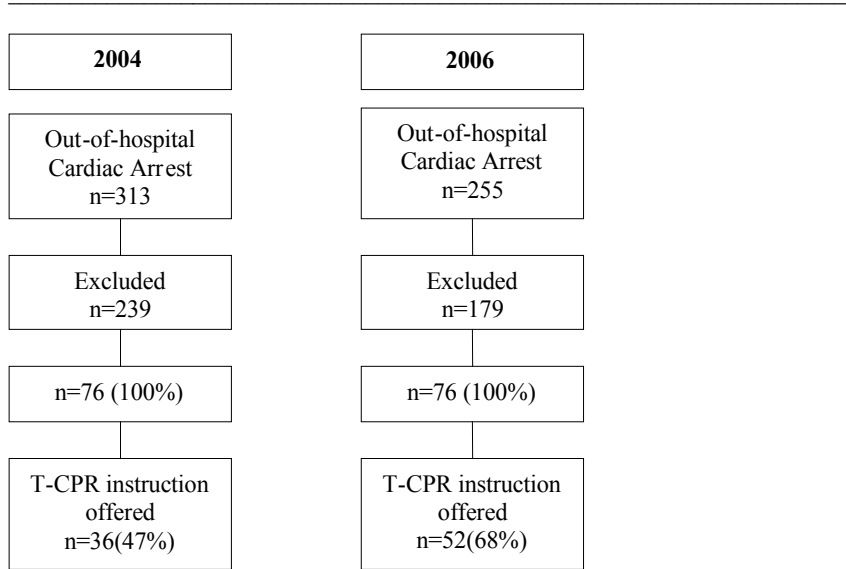 2004
Out-of-hospital
Cardiac Arrest
n=313
Excluded
n=239
n=76 (100%)
T-CPR instruction
offered
n=36(47%)
2006
Out-of-hospital
Cardiac Arrest
n=255
Excluded
n=179
n=76 (100%)
T-CPR instruction
offered
n=52(68%)